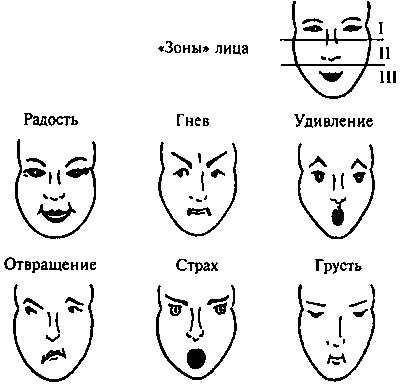 I
«Зоны» лица
II
III
Радость Гнев Удивление
Отвращение Страх Грусть